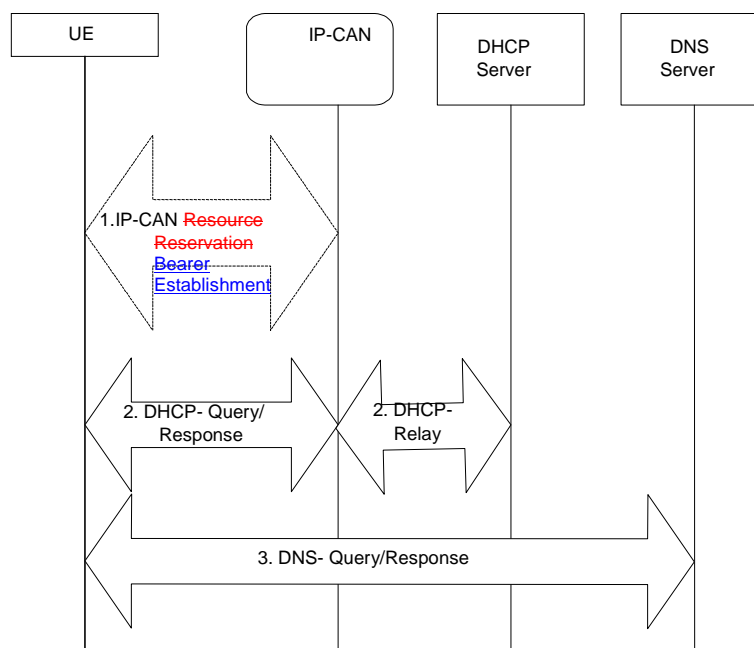 UE
IP-CAN
DHCP
Server
DNS
Server
1.IP-CAN Resource
Reservation
Bearer
Establishment
2. DHCP- Query/
Response
2. DHCP-
Relay
3. DNS- Query/Response